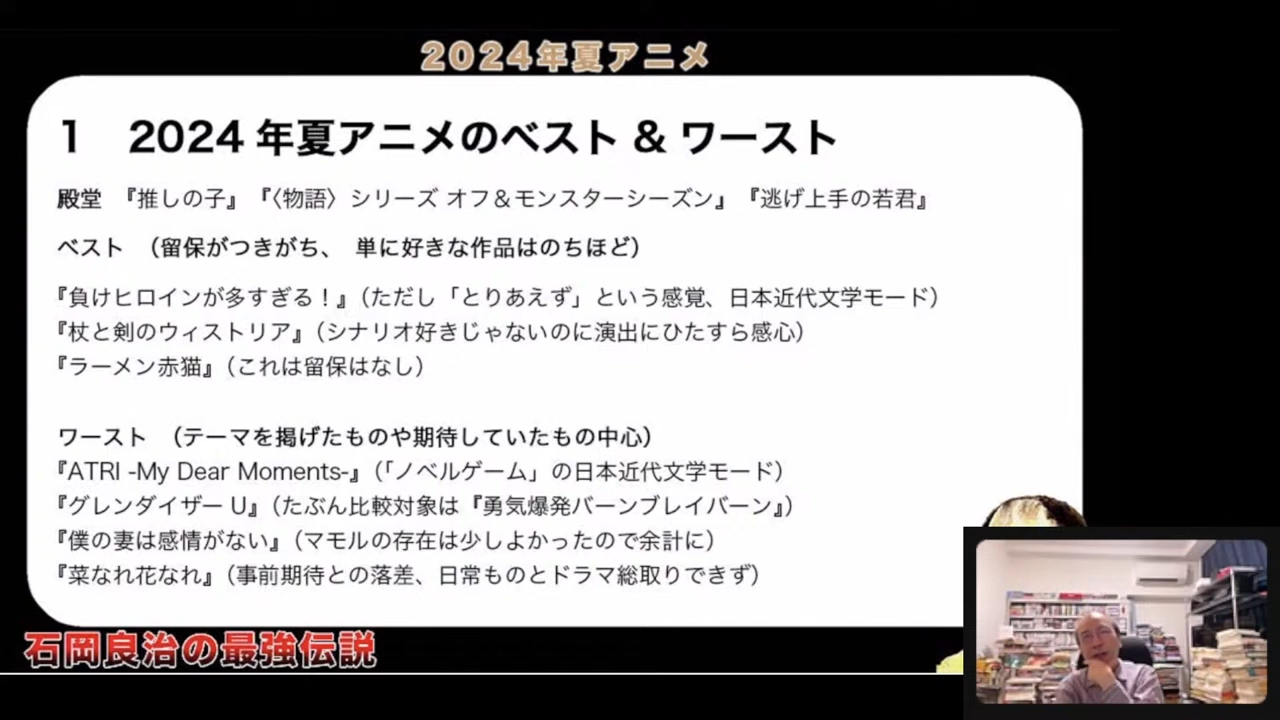 2024年夏アニメ
1 2024年夏アニメのベスト & ワースト
殿堂 『推しの子』『〈物語〉シリーズ オフ＆モンスターシーズン』『逃げ上手の若君』
ベスト （留保がつきがち、 単に好きな作品はのちほど）
『負けヒロインが多すぎる！』（ただし「とりあえず」という感覚、日本近代文学モード）
『杖と剣のウィストリア』（シナリオ好きじゃないのに演出にひたすら感心）
『ラーメン赤猫』（これは留保はなし）
ワースト （テーマを掲げたものや期待していたもの中心）
『ATRI -My Dear Moments-』（「ノベルゲーム」の日本近代文学モード）
『グレンダイザー U』（たぶん比較対象は『勇気爆発バーンブレイバーン』）
『僕の妻は感情がない』（マモルの存在は少しよかったので余計に）
『菜なれ花なれ』（事前期待との落差、日常ものとドラマ総取りできず）
石岡良治の最強伝説